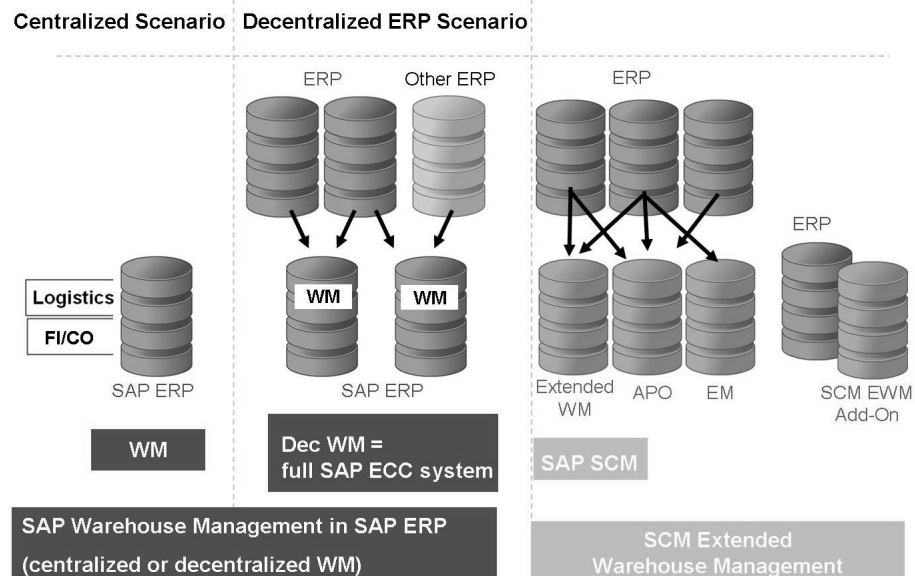 Centralized Scenario
Decentralized ERP Scenario
ERP
Other ERP
ERP
ERP
Logistics
FI/CO
WM
WM
SAP ERP
SAP ERP
Extended
WM
APO
EM
SCM EWM
Add-On
WM
Dec WM =
full SAP ECC system
SAP SCM
SAP Warehouse Management in SAP ERP
(centralized or decentralized WM)
SCM Extended
Warehouse Management